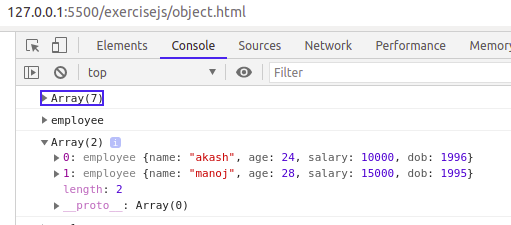 127.0.0.1:5500/exercisejs/object.html
Elements Console Sources Network Performance Memory
top Filter
Array(7)
employee
Array(2) i
0: employee {name: "akash", age: 24, salary: 10000, dob: 1996}
1: employee {name: "manoj", age: 28, salary: 15000, dob: 1995}
length: 2
__proto__: Array(0)